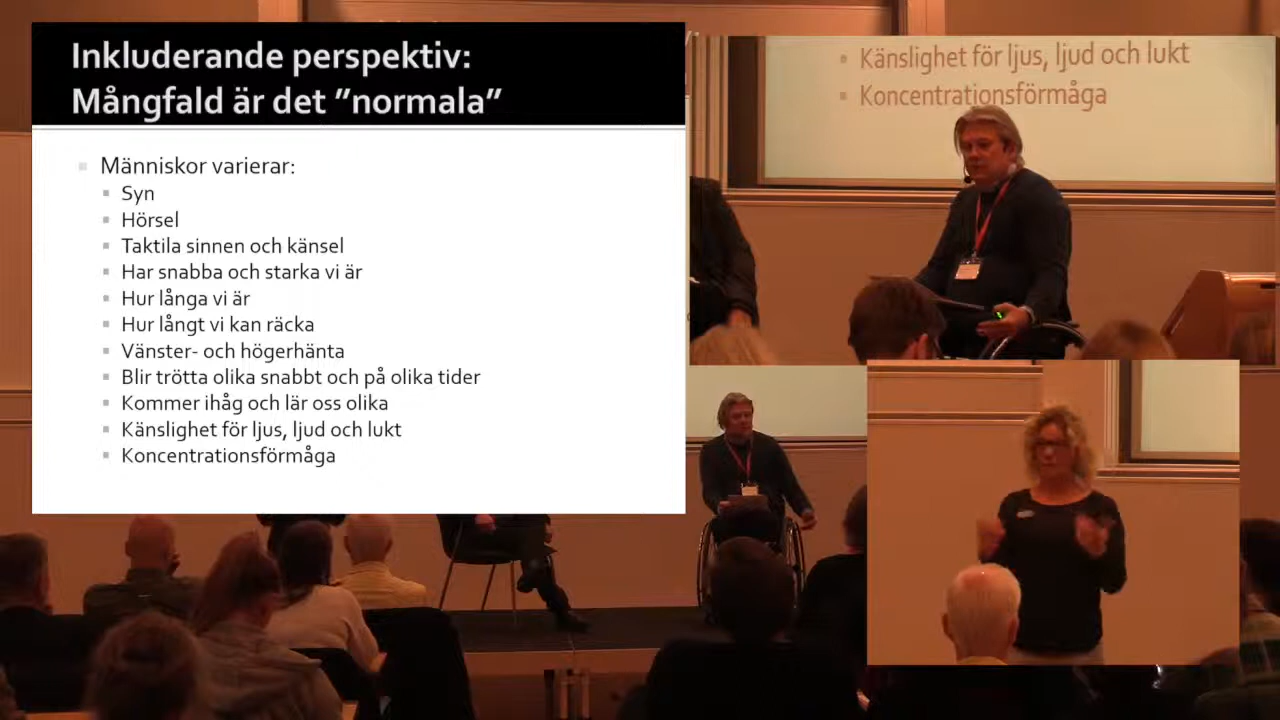 Inkluderande perspektiv:
Mångfald är det ”normala”
Människor varierar:
Syn
Hörsel
Taktila sinnen och känsel
Har snabba och starka vi är
Hur långa vi är
Hur långt vi kan räcka
Vänster- och högerhänta
Blir trötta olika snabbt och på olika tider
Kommer ihåg och lär oss olika
Känslighet för ljus, ljud och lukt
Koncentrationsförmåga
Känslighet för ljus, ljud och lukt
Koncentrationsförmåga